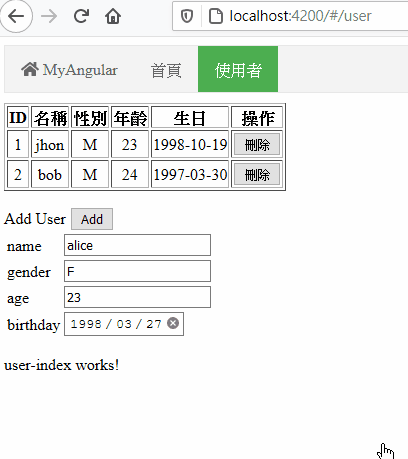 localhost:4200/#/user
MyAngular 首頁 使用者
ID 名稱 性別 年齡 生日 操作
1 jhon M 23 1998-10-19 刪除
2 bob M 24 1997-03-30 刪除
Add User Add
name alice
gender F
age 23
birthday 1998 / 03 / 27
user-index works!